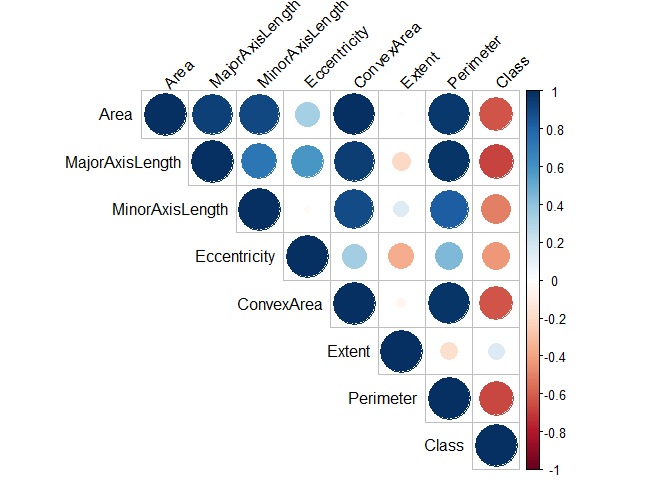 Area
MajorAxisLength
MinorAxisLength
Eccentricity
ConvexArea
Extent
Perimeter
Class
Area
MajorAxisLength
MinorAxisLength
Eccentricity
ConvexArea
Extent
Perimeter
Class
1
0.8
0.6
0.4
0.2
0
-0.2
-0.4
-0.6
-0.8
-1